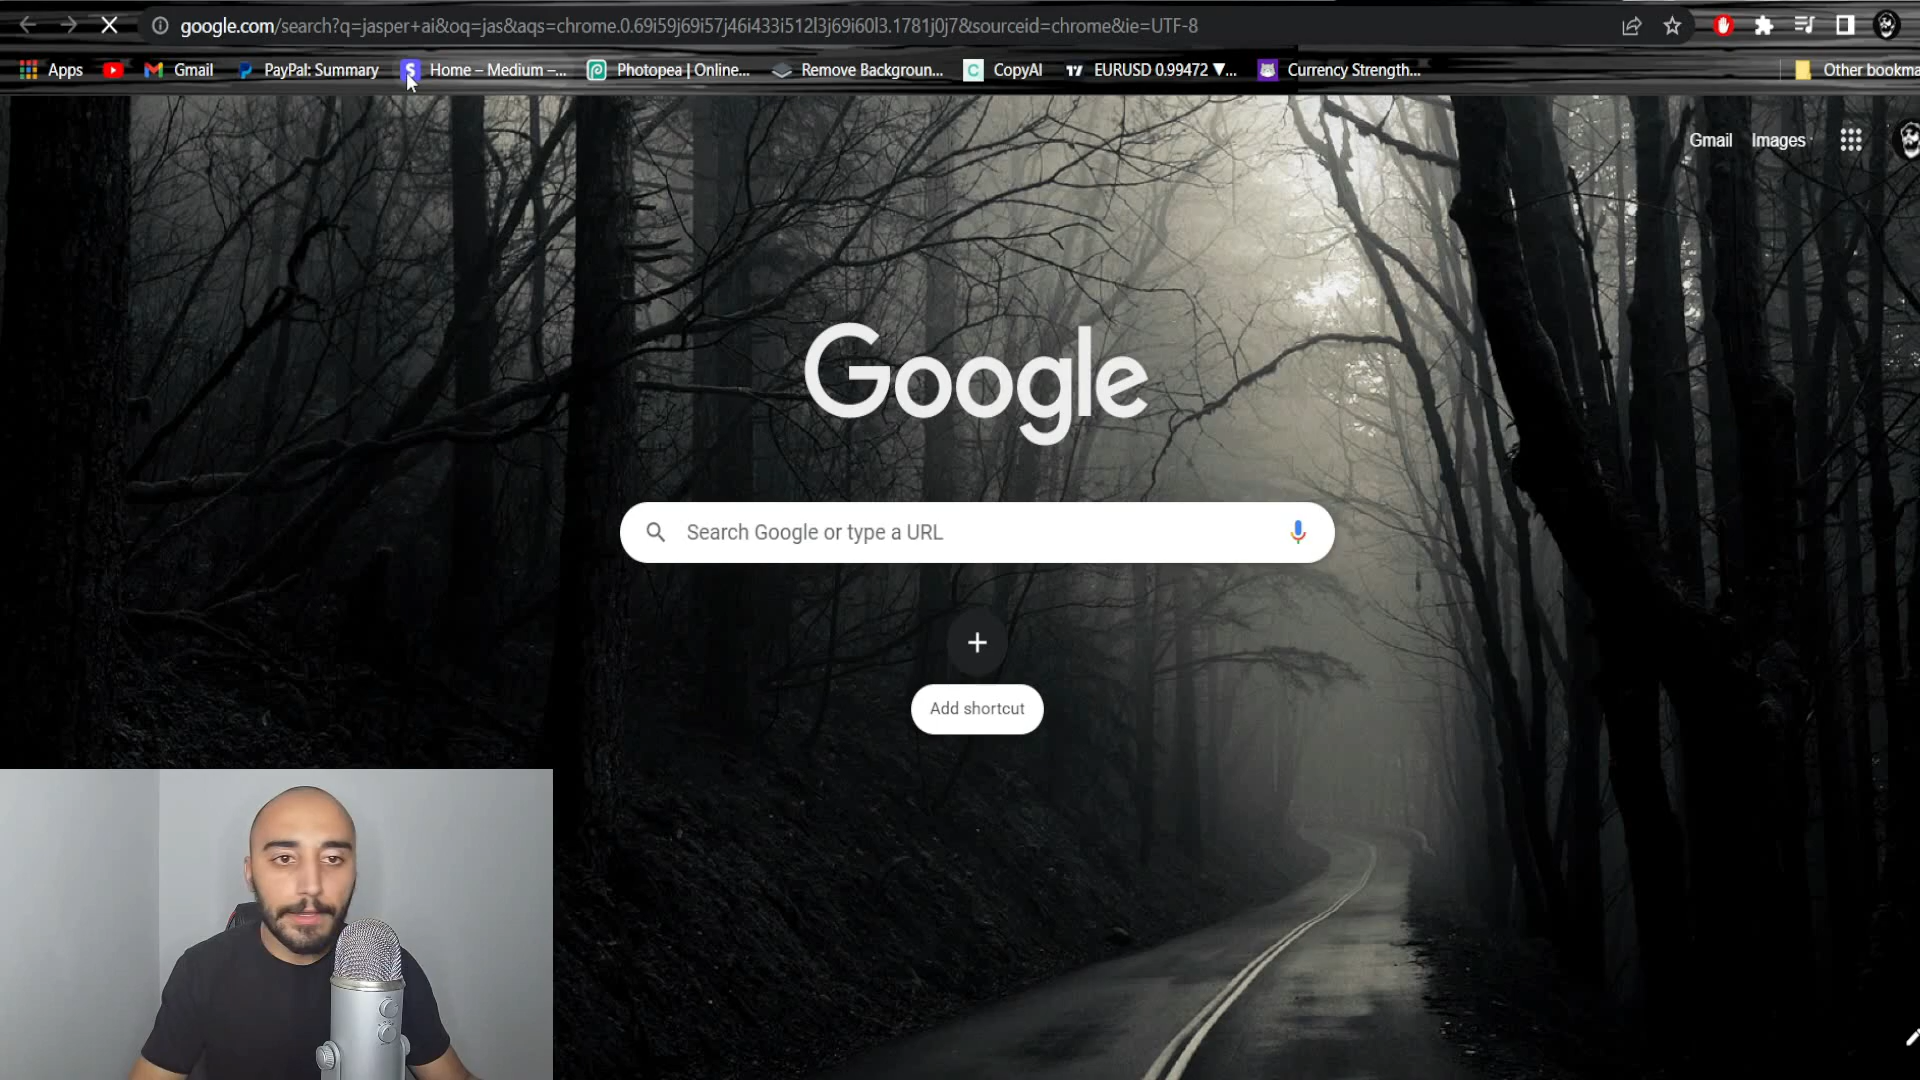 google.com/search?q=jasper+ai&oq=jas&aqs=chrome.0.69i59j69i57j46i433i512l3j69i60l3.1781j0j7&sourceid=chrome&ie=UTF-8
Apps Gmail PayPal: Summary Home – Medium –... Photopea | Online... Remove Backgroun... CopyAI EURUSD 0.99472 ▼... Currency Strength... Other bookma
Gmail Images
Google
Search Google or type a URL
Add shortcut